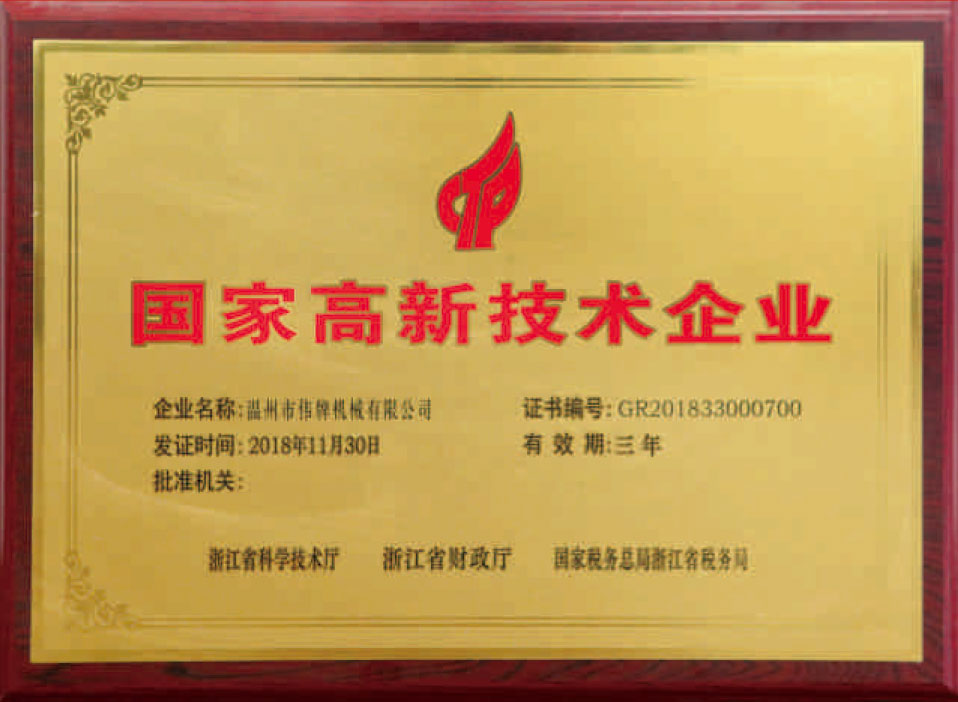 国家高新技术企业
企业名称:温州市伟牌机械有限公司
证书编号:GR201833000700
发证时间:2018年11月30日
有效期:三年
批准机关:
浙江省科学技术厅 浙江省财政厅 国家税务总局浙江省税务局